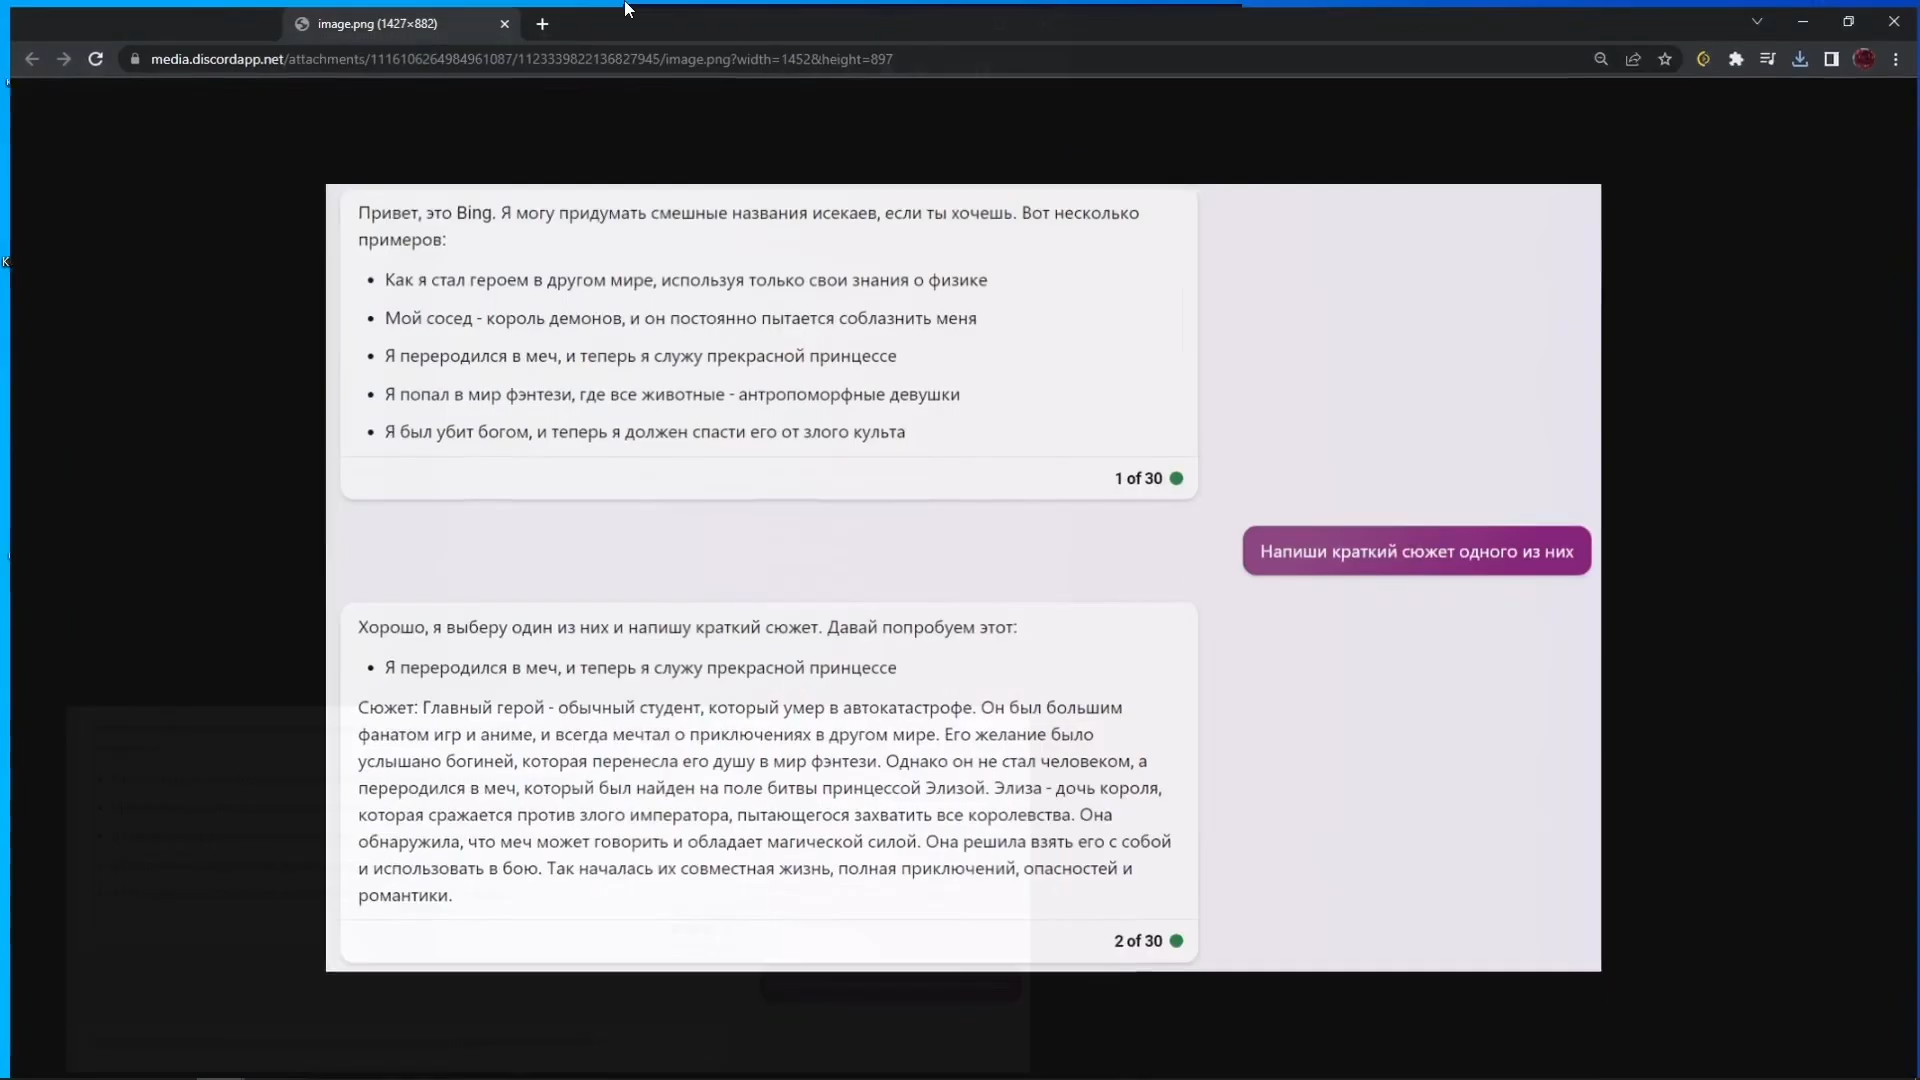 image.png (1427×882)
media.discordapp.net/attachments/1116106264984961087/1123339822136827945/image.png?width=1452&height=897
Привет, это Bing. Я могу придумать смешные названия исекаев, если ты хочешь. Вот несколько
примеров:
• Как я стал героем в другом мире, используя только свои знания о физике
• Мой сосед - король демонов, и он постоянно пытается соблазнить меня
• Я переродился в меч, и теперь я служу прекрасной принцессе
• Я попал в мир фэнтези, где все животные - антропоморфные девушки
• Я был убит богом, и теперь я должен спасти его от злого культа
1 of 30
Напиши краткий сюжет одного из них
Хорошо, я выберу один из них и напишу краткий сюжет. Давай попробуем этот:
• Я переродился в меч, и теперь я служу прекрасной принцессе
Сюжет: Главный герой - обычный студент, который умер в автокатастрофе. Он был большим
фанатом игр и аниме, и всегда мечтал о приключениях в другом мире. Его желание было
услышано богиней, которая перенесла его душу в мир фэнтези. Однако он не стал человеком, а
переродился в меч, который был найден на поле битвы принцессой Элизой. Элиза - дочь короля,
которая сражается против злого императора, пытающегося захватить все королевства. Она
обнаружила, что меч может говорить и обладает магической силой. Она решила взять его с собой
и использовать в бою. Так началась их совместная жизнь, полная приключений, опасностей и
романтики.
2 of 30